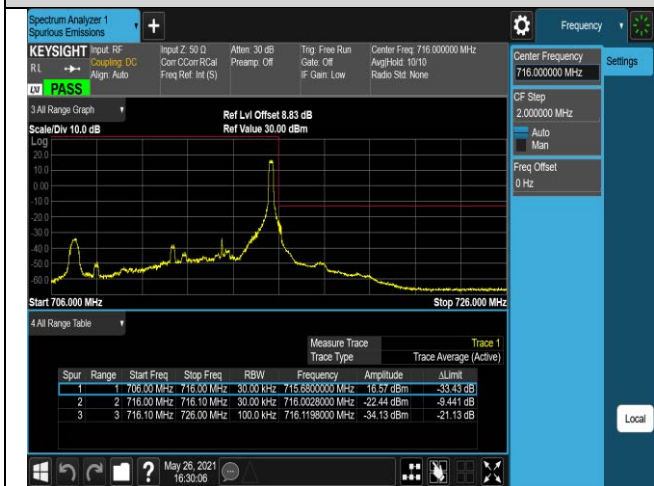 Spectrum Analyzer 1
Spurious Emissions
Frequency
KEYSIGHT Input: RF Input Z: 50 Ω Atten: 30 dB Trig: Free Run Center Freq: 716.000000 MHz
RL Coupling: DC Corr CCorr RCal Preamp: Off Gate: Off Avg|Hold: 10/10
Align: Auto Freq Ref: Int (S) IF Gain: Low Radio Std: None
LXI PASS
Center Frequency
716.000000 MHz
Settings
CF Step
2.000000 MHz
Auto
Man
Freq Offset
0 Hz
3 All Range Graph
Ref Lvl Offset 8.83 dB
Scale/Div 10.0 dB Ref Value 30.00 dBm
Log
20.0
10.0
0.00
-10.0
-20.0
-30.0
-40.0
-50.0
-60.0
Start 706.000 MHz Stop 726.000 MHz
4 All Range Table
Measure Trace Trace 1
Trace Type Trace Average (Active)
Spur Range Start Freq Stop Freq RBW Frequency Amplitude ΔLimit
1 1 706.00 MHz 716.00 MHz 30.00 kHz 715.6800000 MHz 16.57 dBm -33.43 dB
2 2 716.00 MHz 716.10 MHz 30.00 kHz 716.0028000 MHz -22.44 dBm -9.441 dB
3 3 716.10 MHz 726.00 MHz 100.0 kHz 716.1198000 MHz -34.13 dBm -21.13 dB
Local
May 26, 2021
16:30:06